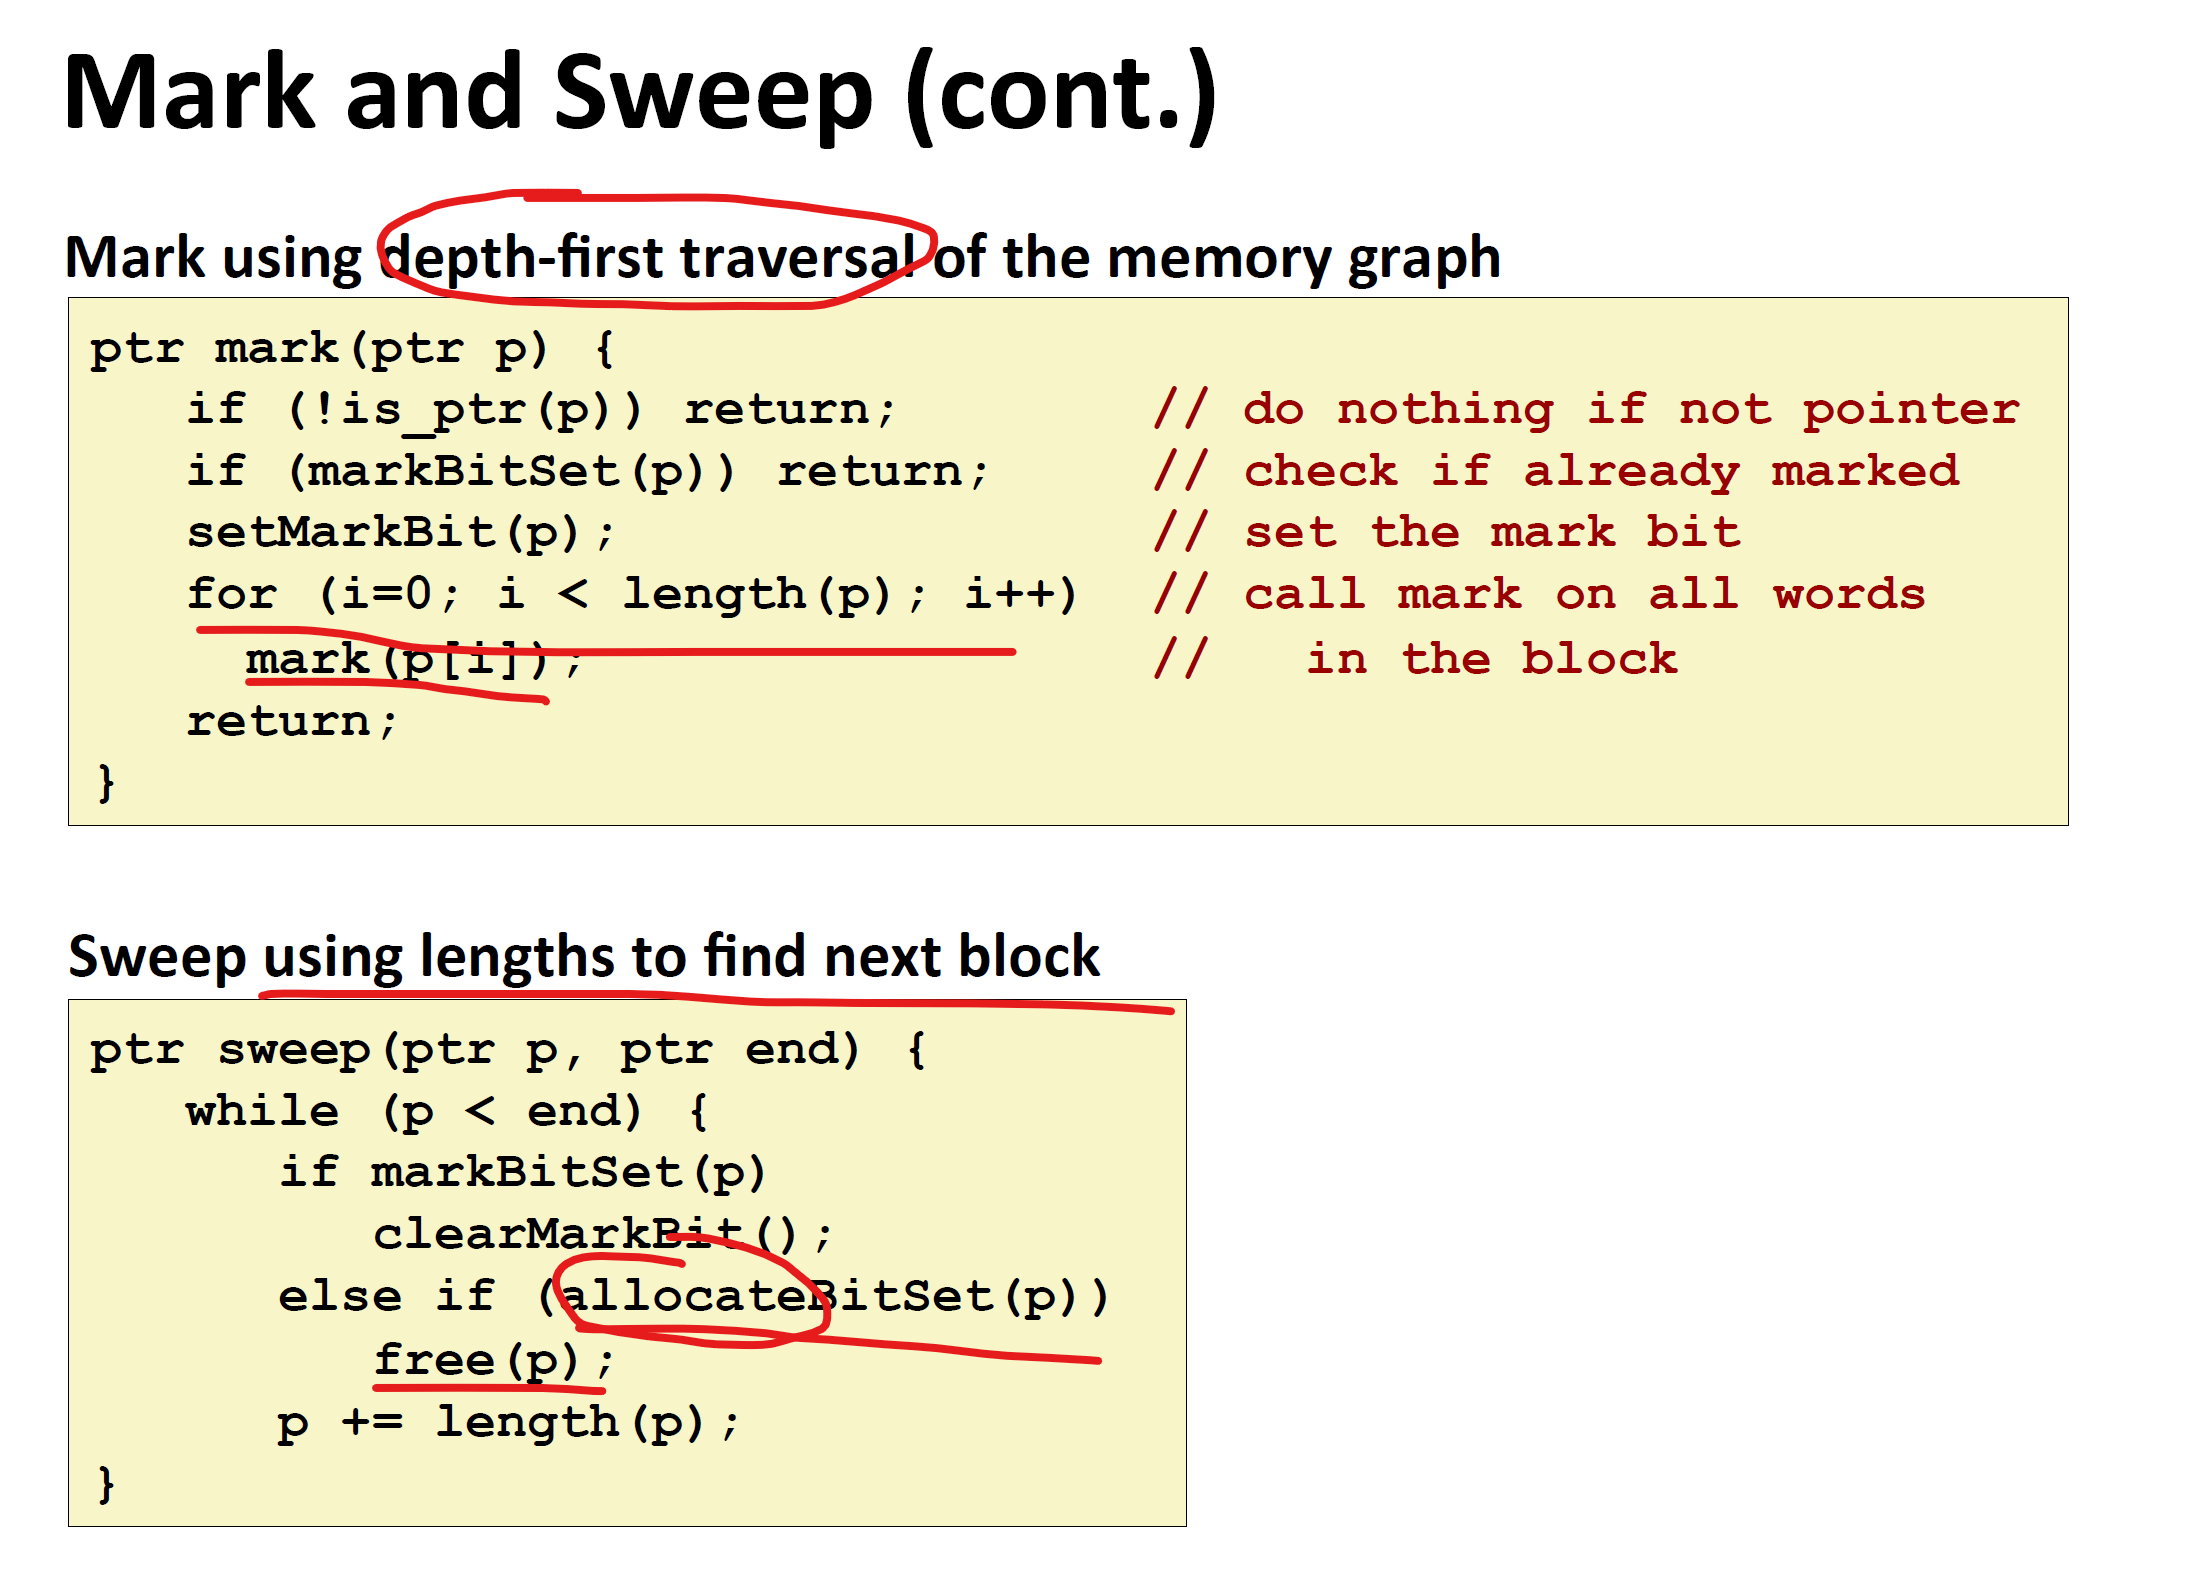 Mark and Sweep (cont.)
Mark using depth-first traversal of the memory graph
ptr mark(ptr p) {
if (!is_ptr(p)) return; // do nothing if not pointer
if (markBitSet(p)) return; // check if already marked
setMarkBit(p); // set the mark bit
for (i=0; i < length(p); i++) // call mark on all words
mark(p[i]); // in the block
return;
}
Sweep using lengths to find next block
ptr sweep(ptr p, ptr end) {
while (p < end) {
if markBitSet(p)
clearMarkBit();
else if (allocateBitSet(p))
free(p);
p += length(p);
}